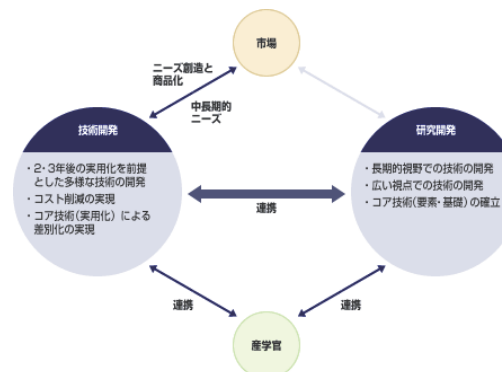 市場
ニーズ創造と
商品化
中長期的
ニーズ
技術開発
・2・3年後の実用化を前提
とした多様な技術の開発
・コスト削減の実現
・コア技術(実用化)による
差別化の実現
研究開発
・長期的視野での技術の開発
・広い視点での技術の開発
・コア技術(要素・基礎)の確立
連携
連携
連携
産学官